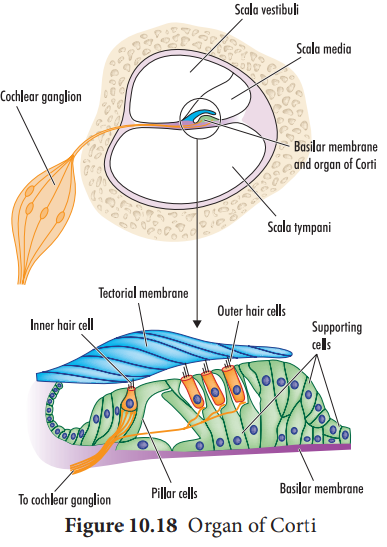 Scala vestibuli
Scala media
Cochlear ganglion
Basilar membrane
and organ of Corti
Scala tympani
Tectorial membrane
Inner hair cell
Outer hair cells
Supporting
cells
To cochlear ganglion
Pillar cells
Basilar membrane
Figure 10.18 Organ of Corti